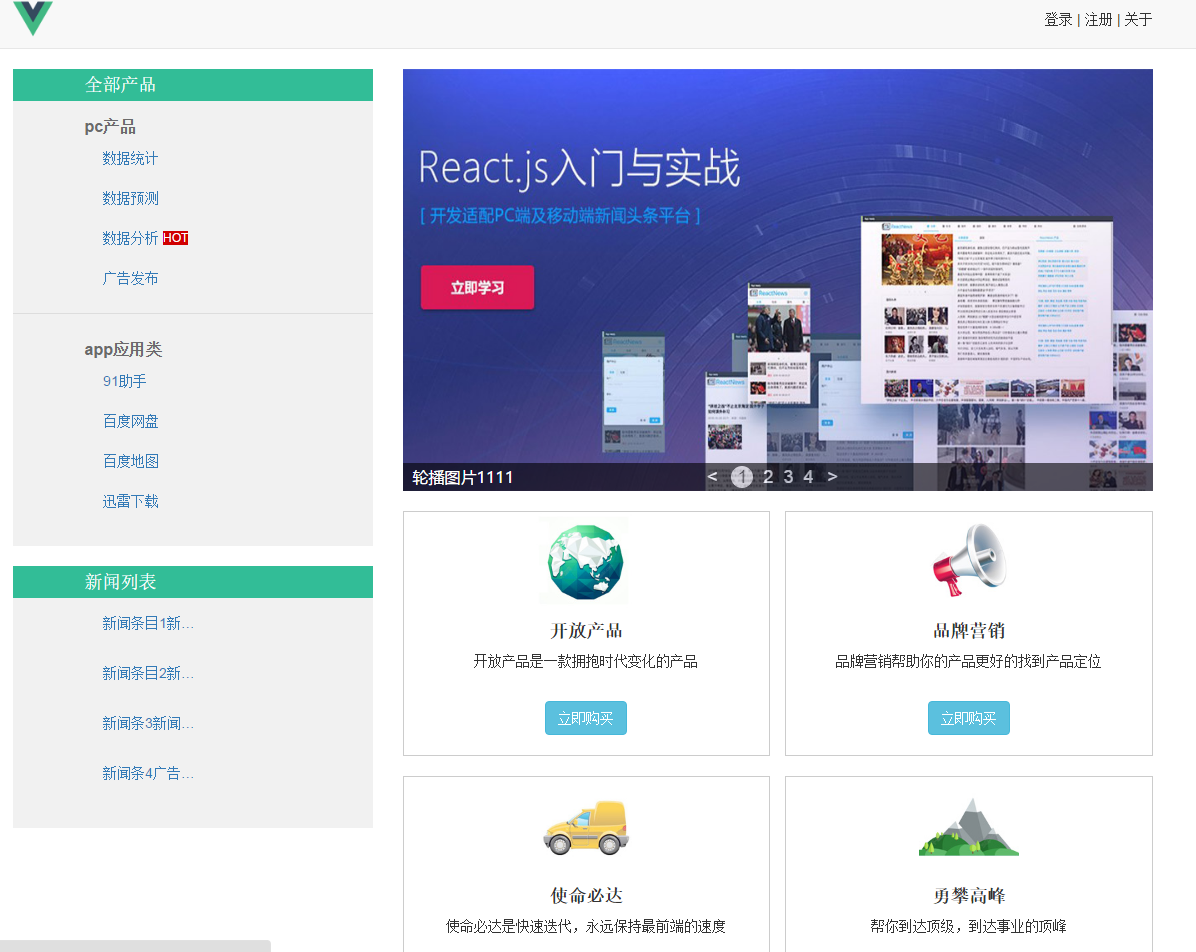 登录 | 注册 | 关于
全部产品
pc产品
数据统计
数据预测
数据分析 HOT
广告发布
app应用类
91助手
百度网盘
百度地图
迅雷下载
新闻列表
新闻条目1新...
新闻条目2新...
新闻条3新闻...
新闻条4广告...
React.js入门与实战
[ 开发适配PC端及移动端新闻头条平台 ]
立即学习
ReactNews
ReactNews
ReactNews
ReactNews
轮播图片1111
< 1 2 3 4 >
开放产品
开放产品是一款拥抱时代变化的产品
立即购买
品牌营销
品牌营销帮助你的产品更好的找到产品定位
立即购买
使命必达
使命必达是快速迭代，永远保持最前端的速度
勇攀高峰
帮你到达顶级，到达事业的顶峰